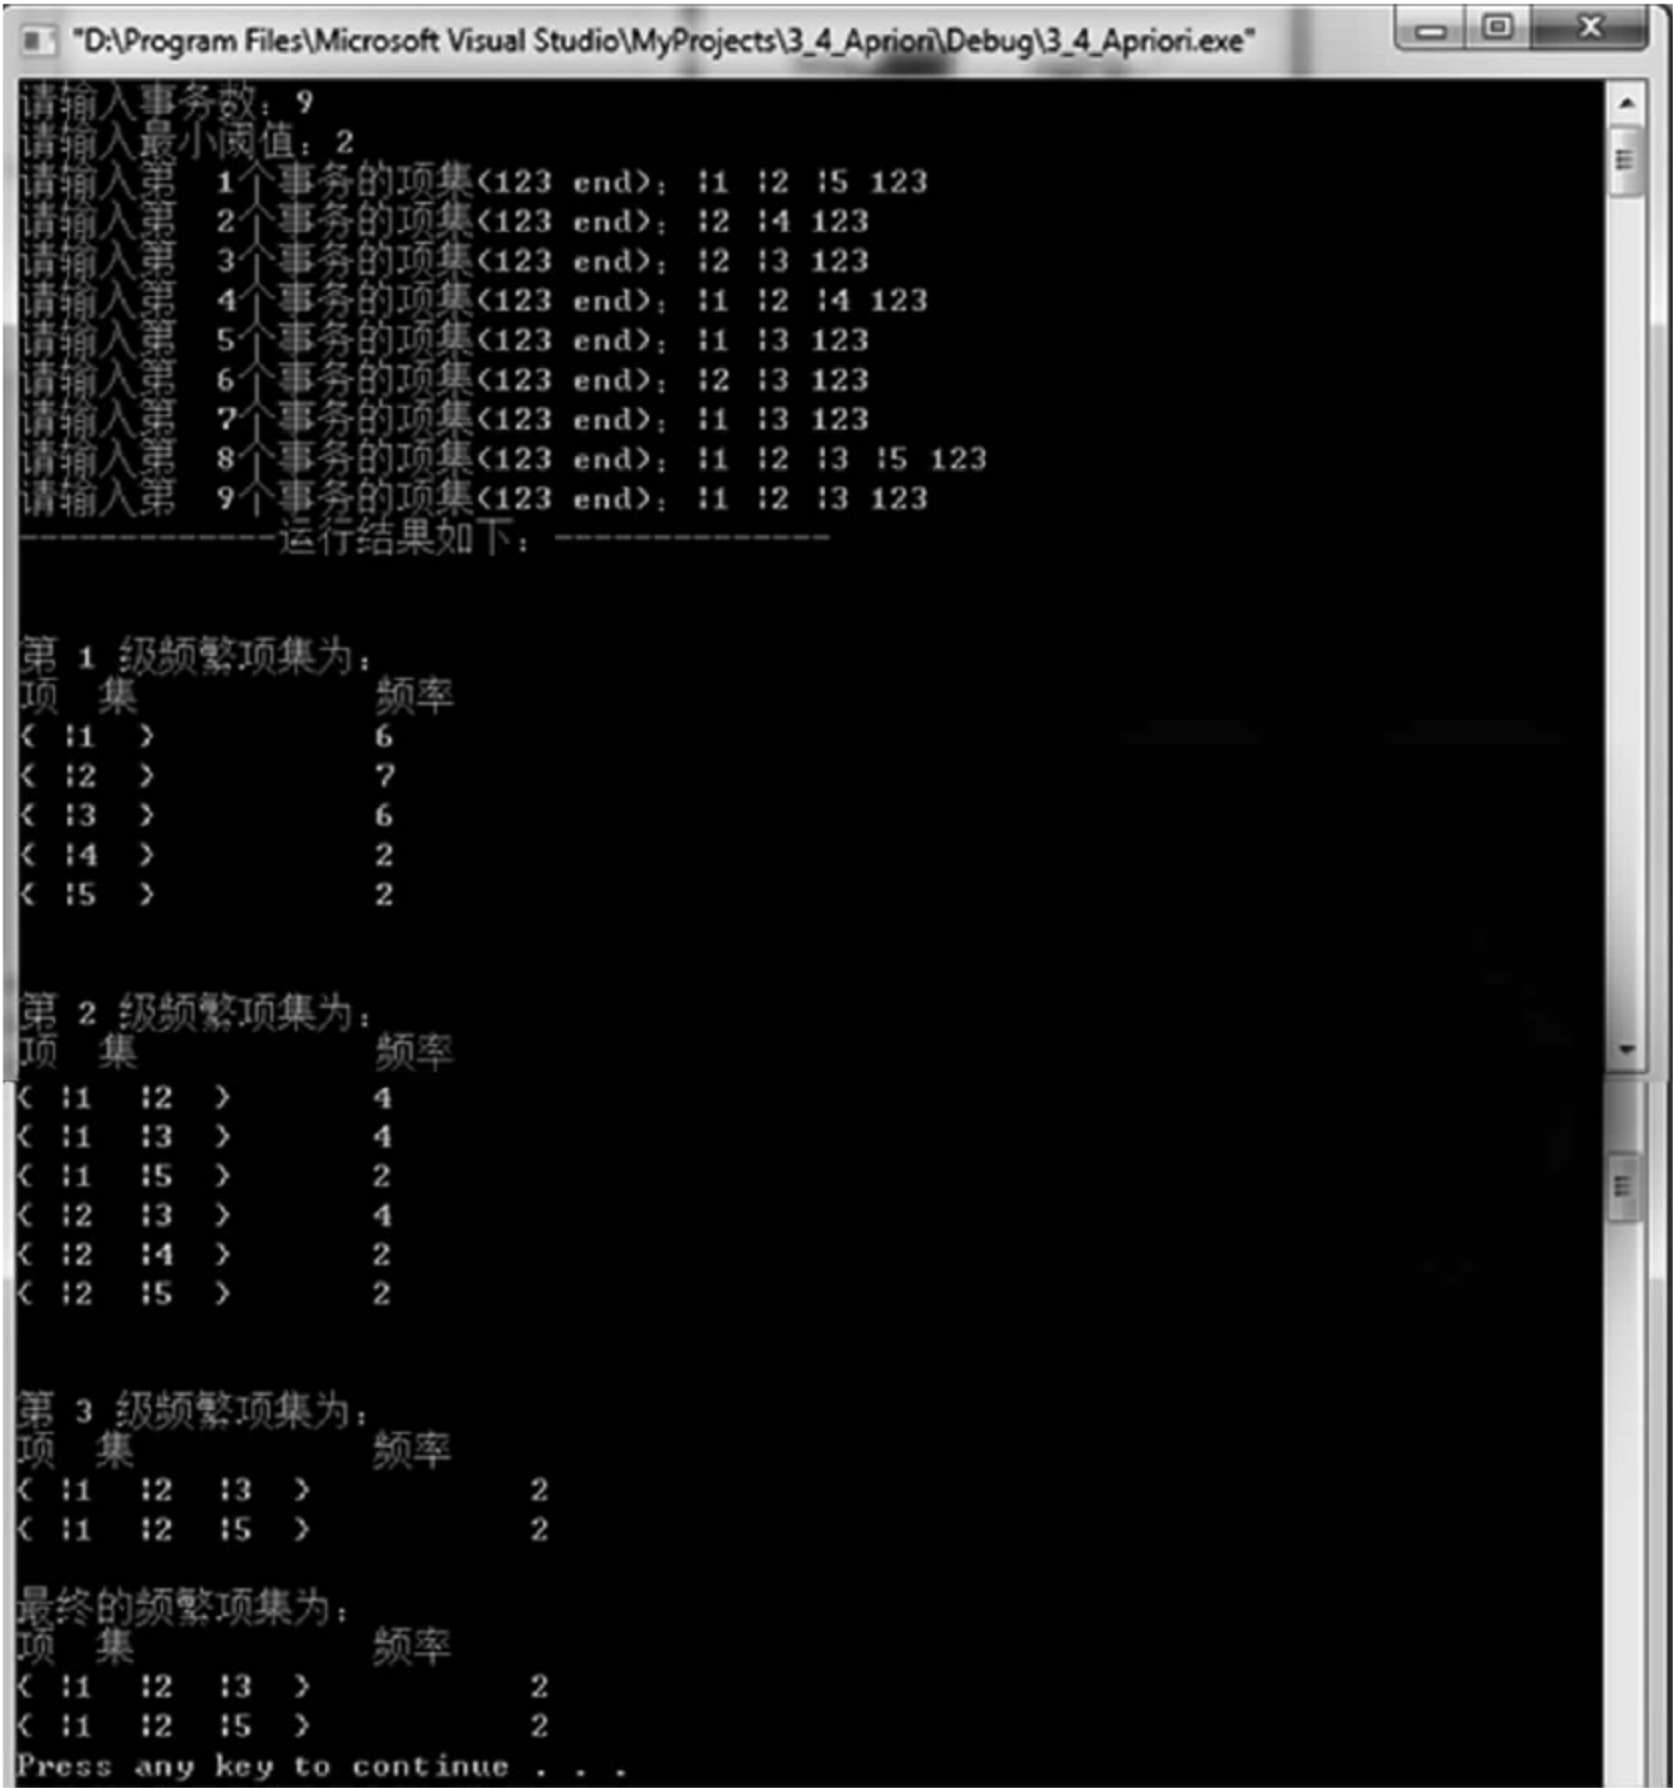 "D:\Program Files\Microsoft Visual Studio\MyProjects\3_4_Apriori\Debug\3_4_Apriori.exe"
请输入事务数：9
请输入最小阈值：2
请输入第  1个事务的项集(123 end)： I1 I2 I5 123
请输入第  2个事务的项集(123 end)： I2 I4 123
请输入第  3个事务的项集(123 end)： I2 I3 123
请输入第  4个事务的项集(123 end)： I1 I2 I4 123
请输入第  5个事务的项集(123 end)： I1 I3 123
请输入第  6个事务的项集(123 end)： I2 I3 123
请输入第  7个事务的项集(123 end)： I1 I3 123
请输入第  8个事务的项集(123 end)： I1 I2 I3 I5 123
请输入第  9个事务的项集(123 end)： I1 I2 I3 123
-------------运行结果如下：--------------
第 1 级频繁项集为：
项  集            频率
{ I1  }           6
{ I2  }           7
{ I3  }           6
{ I4  }           2
{ I5  }           2
第 2 级频繁项集为：
项  集            频率
{ I1  I2  }       4
{ I1  I3  }       4
{ I1  I5  }       2
{ I2  I3  }       4
{ I2  I4  }       2
{ I2  I5  }       2
第 3 级频繁项集为：
项  集            频率
{ I1  I2  I3  }           2
{ I1  I2  I5  }           2
最终的频繁项集为：
项  集            频率
{ I1  I2  I3  }           2
{ I1  I2  I5  }           2
Press any key to continue . . .